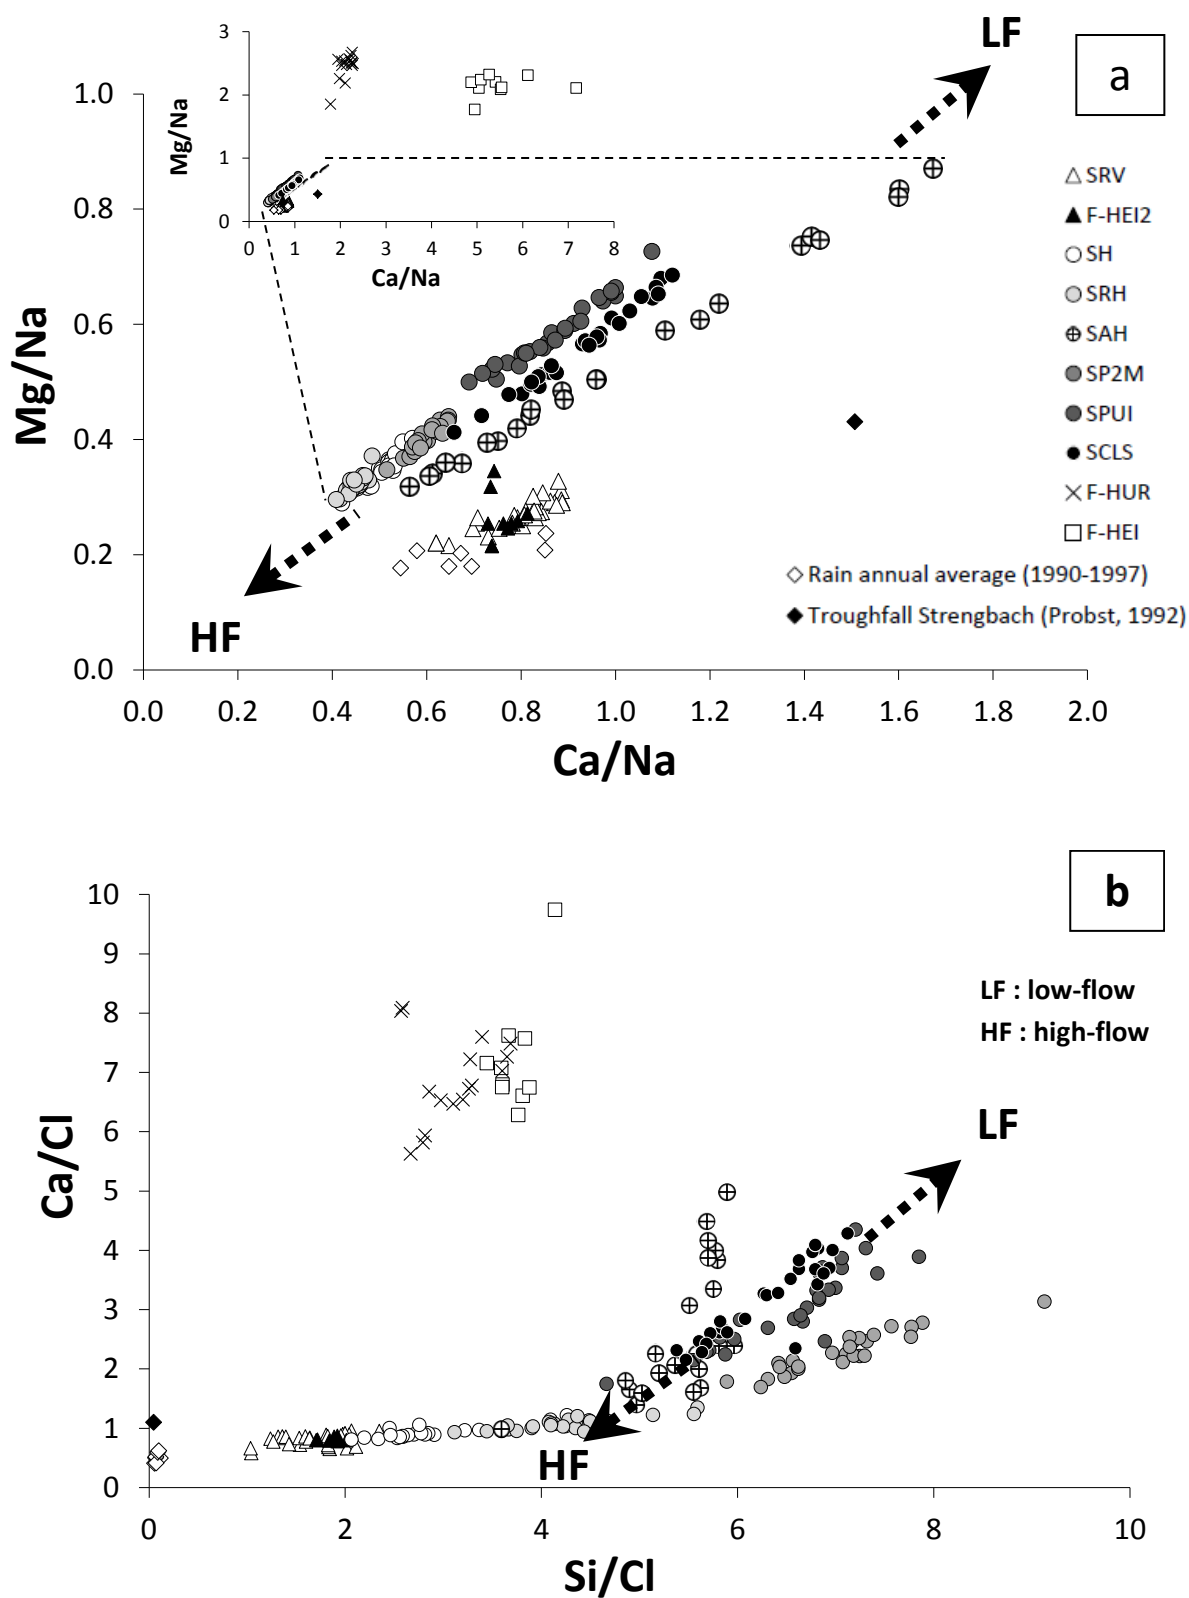 LF
a
3
2
1
0
Mg/Na
0 1 2 3 4 5 6 7 8
Ca/Na
1.0
0.8
0.6
0.4
0.2
0.0
Mg/Na
SRV
F-HEI2
SH
SRH
SAH
SP2M
SPUI
SCLS
F-HUR
F-HEI
Rain annual average (1990-1997)
Troughfall Strengbach (Probst, 1992)
HF
0.0 0.2 0.4 0.6 0.8 1.0 1.2 1.4 1.6 1.8 2.0
Ca/Na
b
10
9
8
7
6
5
4
3
2
1
0
Ca/Cl
LF : low-flow
HF : high-flow
LF
HF
0 2 4 6 8 10
Si/Cl